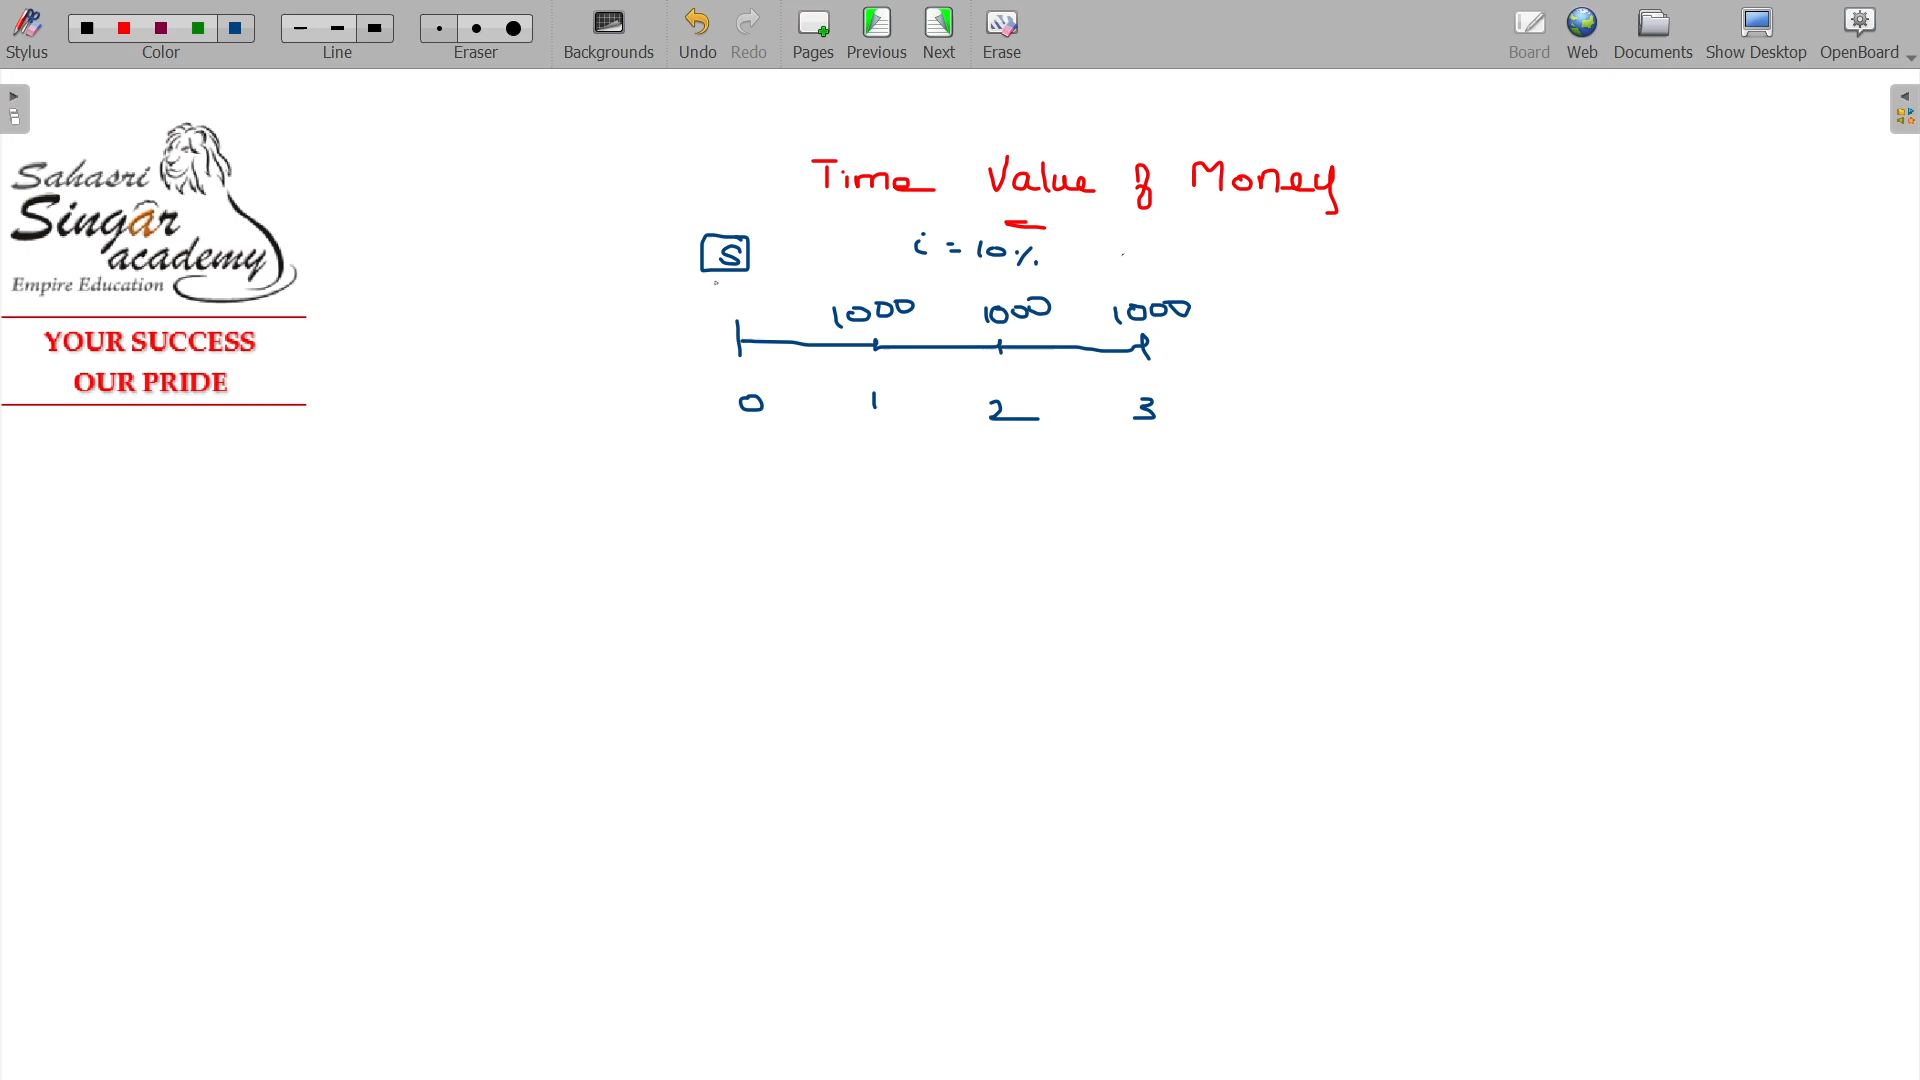 Stylus Color Line Eraser Backgrounds Undo Redo Pages Previous Next Erase Board Web Documents Show Desktop OpenBoard
Sahasri
Singar
academy
Empire Education
YOUR SUCCESS
OUR PRIDE
Time Value of Money
S i = 10%
1000 1000 1000
0 1 2 3